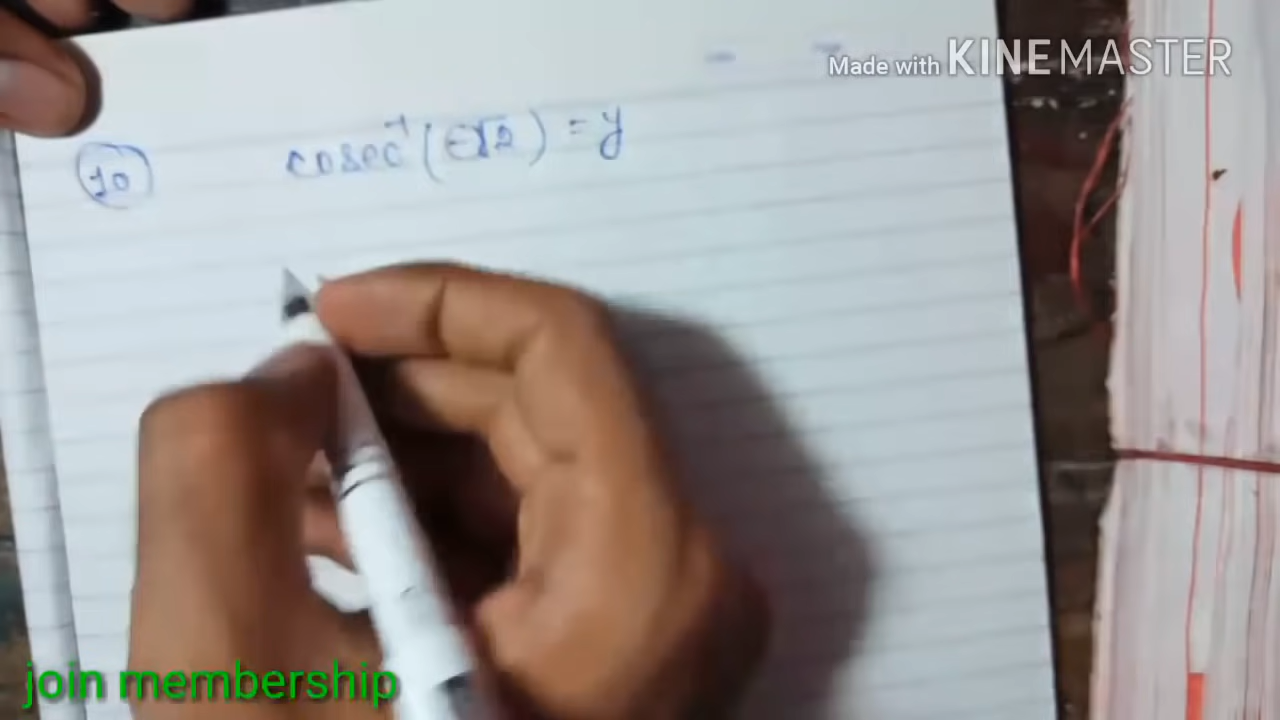 Made with KINEMASTER
10 cosec⁻¹(-√2) = y
join membership